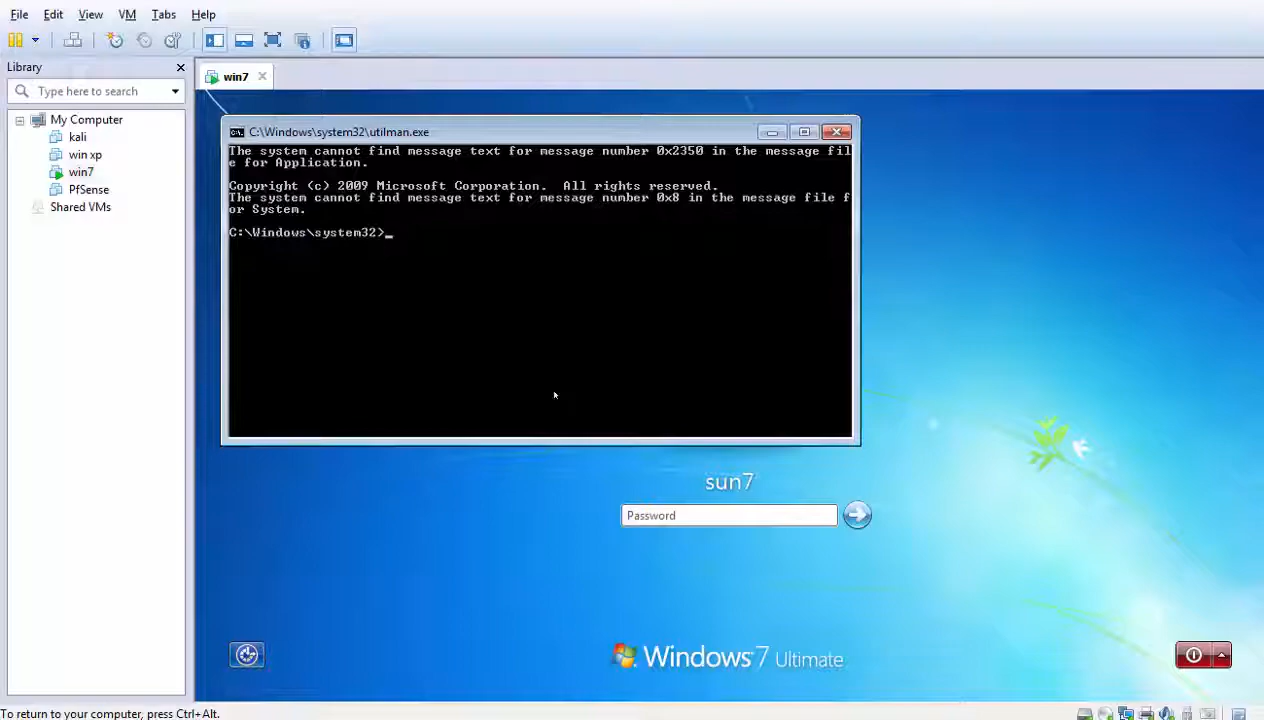 File Edit View VM Tabs Help
Library
Type here to search
My Computer
kali
win xp
win7
PfSense
Shared VMs
win7
C:\Windows\system32\utilman.exe
The system cannot find message text for message number 0x2350 in the message fil
e for Application.
Copyright (c) 2009 Microsoft Corporation.  All rights reserved.
The system cannot find message text for message number 0x8 in the message file f
or System.
C:\Windows\system32>_
sun7
Password
Windows 7 Ultimate
To return to your computer, press Ctrl+Alt.